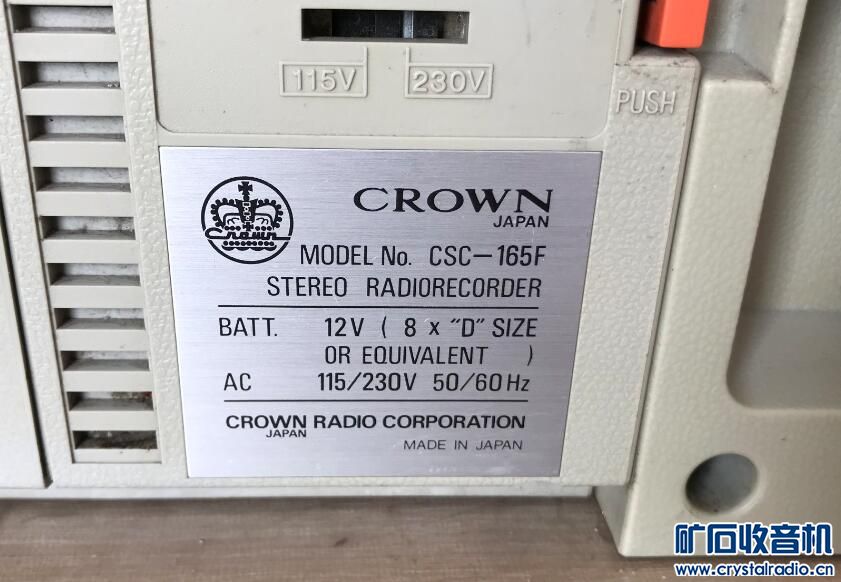 115V 230V
PUSH
CROWN
JAPAN
Crown
MODEL No. CSC-165F
STEREO RADIORECORDER
BATT. 12V ( 8 x "D" SIZE
OR EQUIVALENT )
AC 115/230V 50/60Hz
CROWN RADIO CORPORATION
JAPAN
MADE IN JAPAN
矿石收音机
www.crystalradio.cn